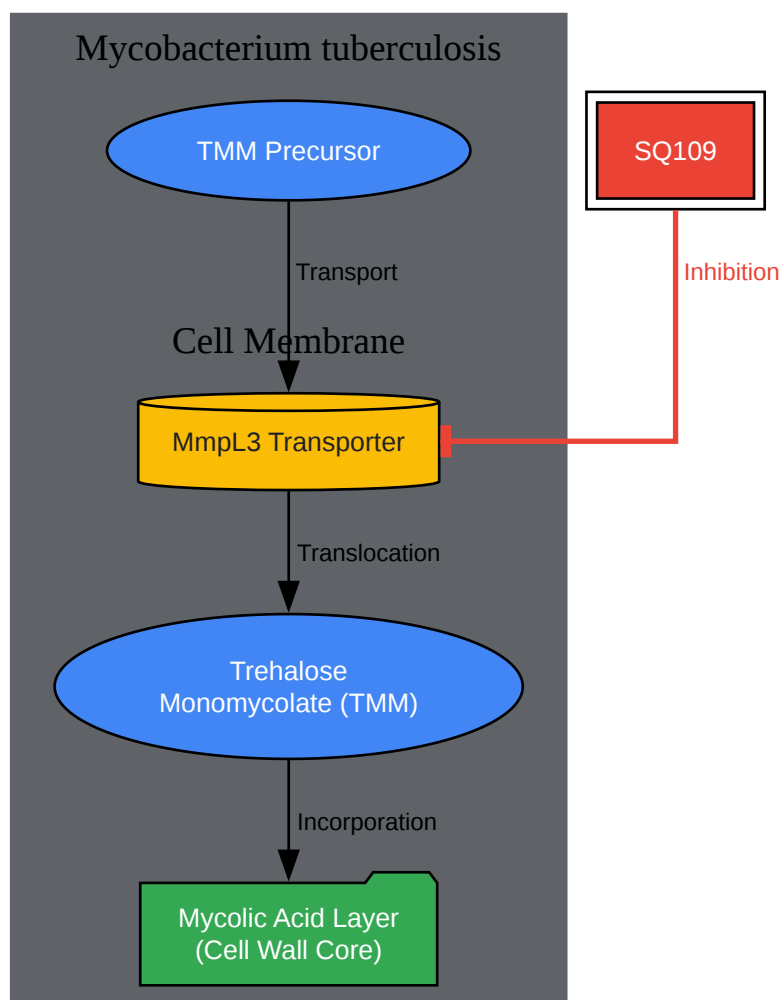 Mycobacterium tuberculosis
TMM Precursor
SQ109
Transport
Inhibition
Cell Membrane
MmpL3 Transporter
Translocation
Trehalose
Monomycolate (TMM)
Incorporation
Mycolic Acid Layer
(Cell Wall Core)